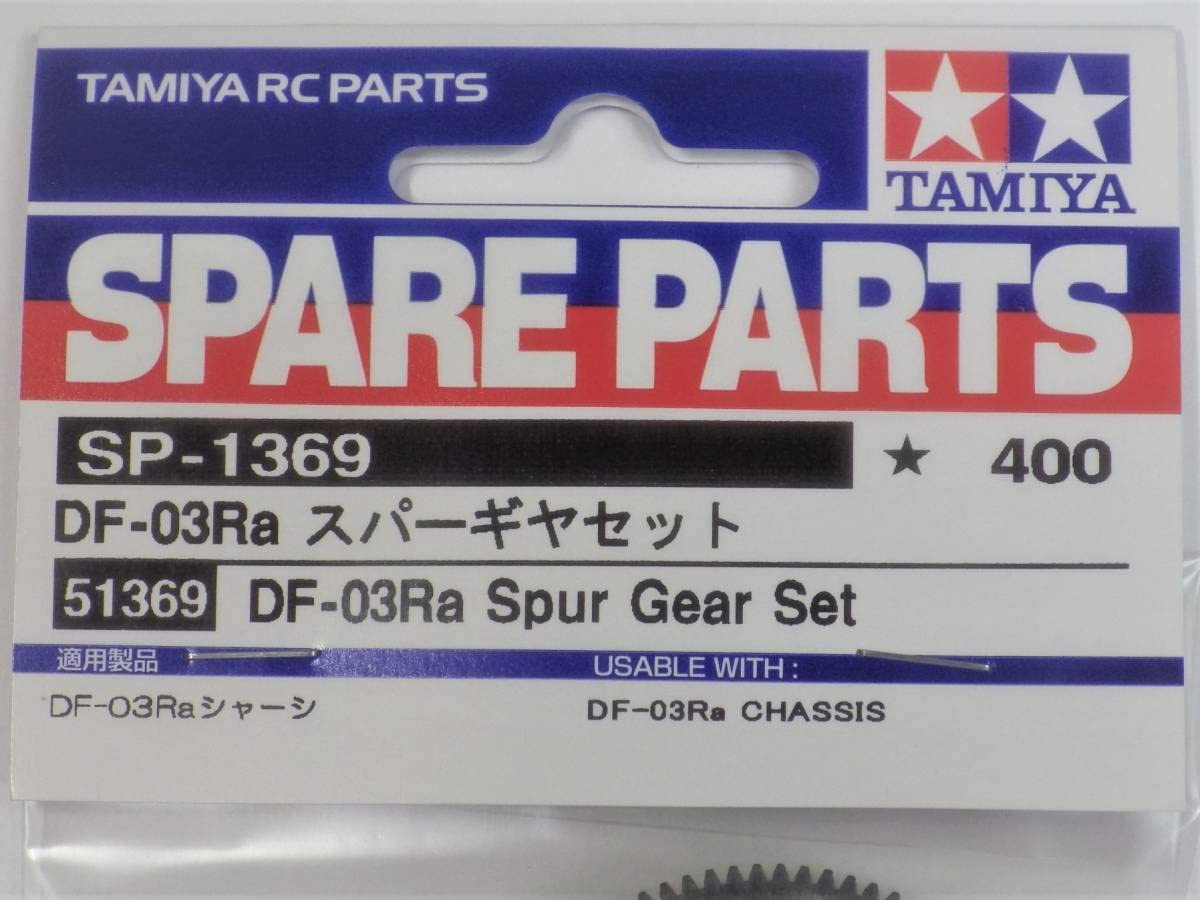 TAMIYA RC PARTS
TAMIYA
SPARE PARTS
SP-1369 ★ 400
DF-03Ra スパーギヤセット
51369 DF-03Ra Spur Gear Set
適用製品 USABLE WITH :
DF-03Raシャーシ DF-03Ra CHASSIS